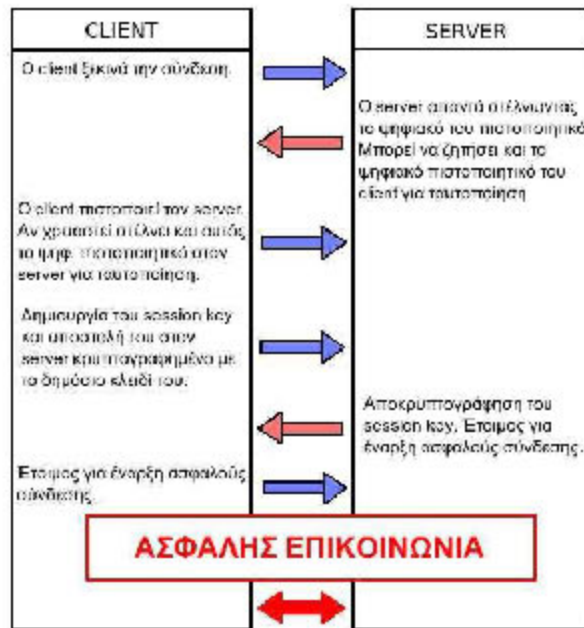 CLIENT
SERVER
Ο client ξεκινά την σύνδεση.
Ο server απαντά στέλνωντας
το ψηφιακό του πιστοποιητικό
Μπορεί να ζητήσει και το
ψηφιακό πιστοποιητικό του
client για ταυτοποίηση
Ο client πιστοποιεί τον server.
Αν χρειαστεί στέλνει και αυτός
το ψηφ. πιστοποιητικό στον
server για ταυτοποίηση.
Δημιουργία του session key
και αποστολή του στον
server κρυπτογραφημένο με
το δημόσιο κλειδί του.
Αποκρυπτογράφηση του
session key. Έτοιμος για
έναρξη ασφαλούς σύνδεσης.
Έτοιμος για έναρξη ασφαλούς
σύνδεσης.
ΑΣΦΑΛΗΣ ΕΠΙΚΟΙΝΩΝΙΑ